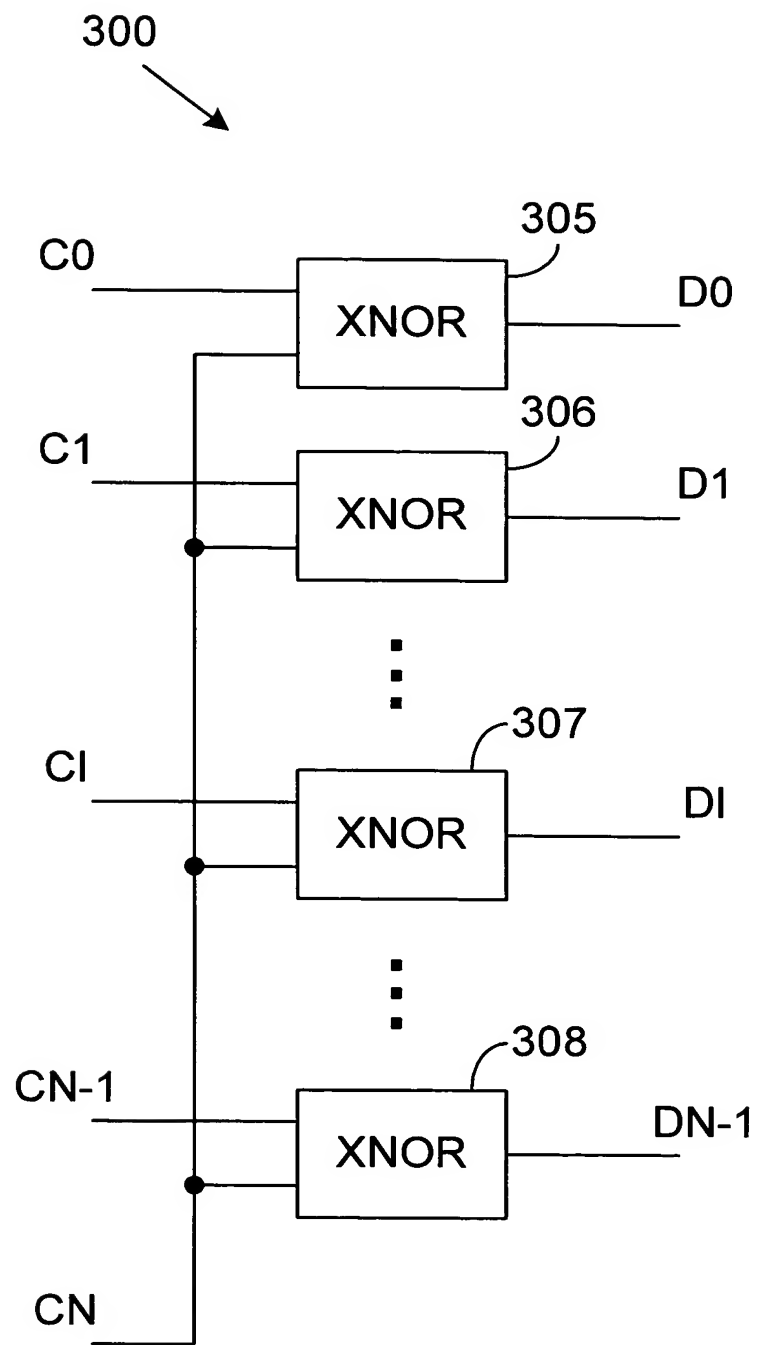 300
305
C0
XNOR
D0
306
C1
XNOR
D1
307
CI
XNOR
DI
308
CN-1
XNOR
DN-1
CN